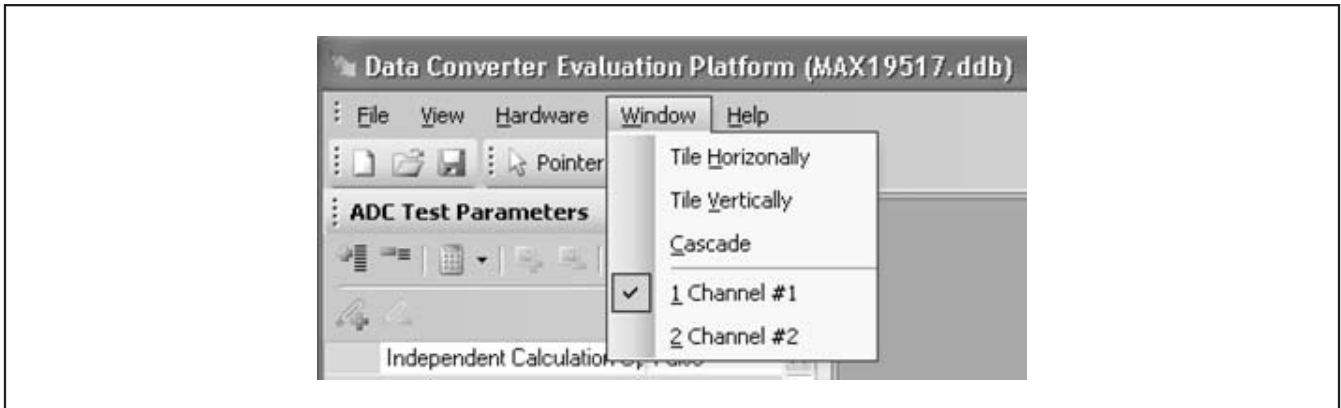 Data Converter Evaluation Platform (MAX19517.ddb)
File View Hardware Window Help
Pointer
Tile Horizonally
Tile Vertically
Cascade
1 Channel #1
2 Channel #2
ADC Test Parameters
Independent Calculation